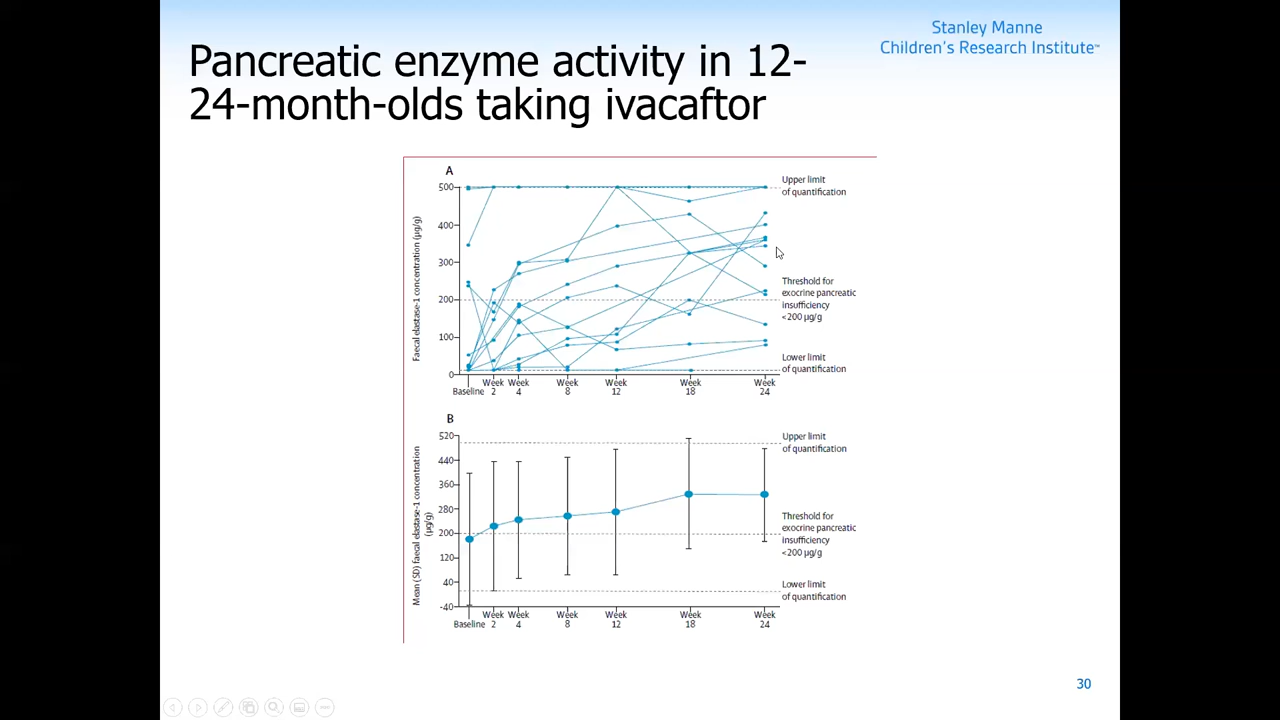 Stanley Manne
Children's Research Institute™
Pancreatic enzyme activity in 12-
24-month-olds taking ivacaftor
A
Faecal elastase-1 concentration (µg/g)
500
400
300
200
100
0
Upper limit
of quantification
Threshold for
exocrine pancreatic
insufficiency
<200 µg/g
Lower limit
of quantification
Baseline
Week
2
Week
4
Week
8
Week
12
Week
18
Week
24
B
Mean (SD) faecal elastase-1 concentration
(µg/g)
520
440
360
280
200
120
40
-40
Upper limit
of quantification
Threshold for
exocrine pancreatic
insufficiency
<200 µg/g
Lower limit
of quantification
Baseline
Week
2
Week
4
Week
8
Week
12
Week
18
Week
24
30